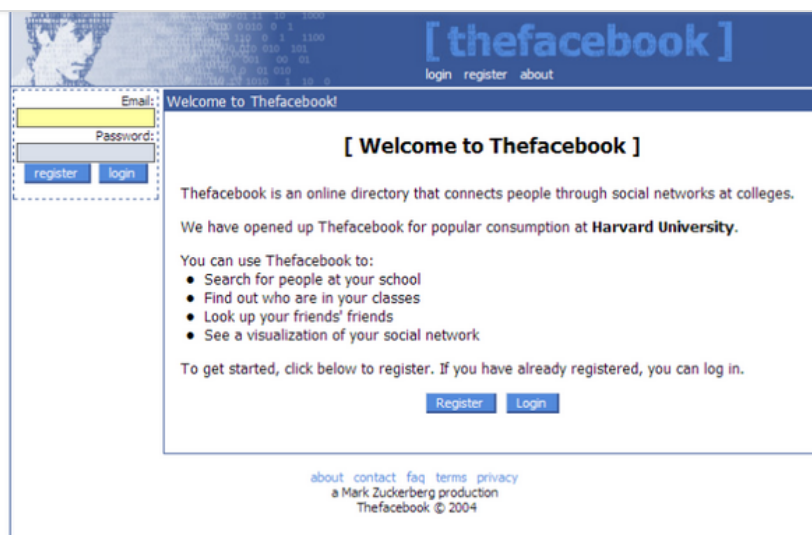 [ thefacebook ]
login register about
Email:
Password:
register login
Welcome to Thefacebook!
[ Welcome to Thefacebook ]
Thefacebook is an online directory that connects people through social networks at colleges.
We have opened up Thefacebook for popular consumption at Harvard University.
You can use Thefacebook to:
● Search for people at your school
● Find out who are in your classes
● Look up your friends' friends
● See a visualization of your social network
To get started, click below to register. If you have already registered, you can log in.
Register Login
about contact faq terms privacy
a Mark Zuckerberg production
Thefacebook © 2004